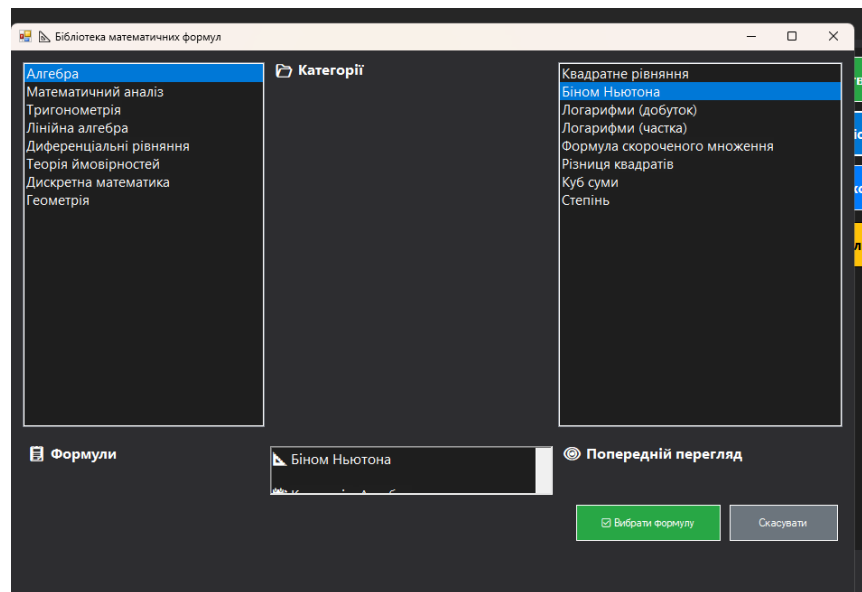 Бібліотека математичних формул
Алгебра
Математичний аналіз
Тригонометрія
Лінійна алгебра
Диференціальні рівняння
Теорія ймовірностей
Дискретна математика
Геометрія
Категорії
Квадратне рівняння
Біном Ньютона
Логарифми (добуток)
Логарифми (частка)
Формула скороченого множення
Різниця квадратів
Куб суми
Степінь
Формули
Біном Ньютона
Попередній перегляд
Вибрати формулу
Скасувати